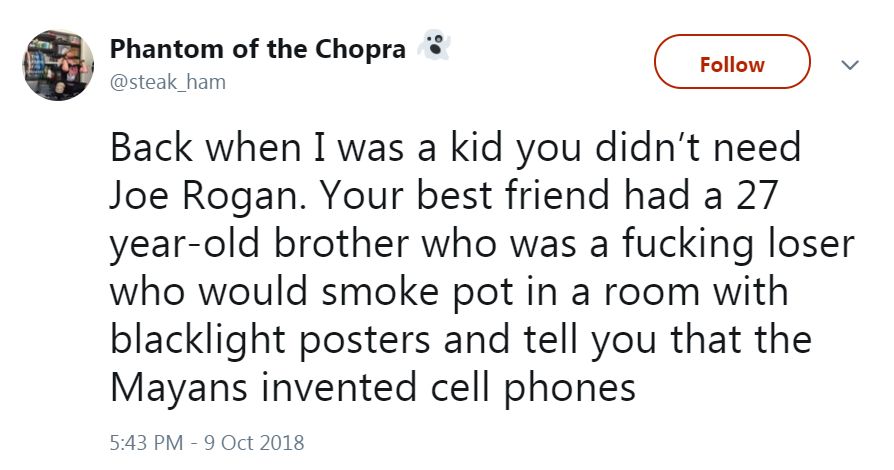 Phantom of the Chopra 👻
@steak_ham
Follow
Back when I was a kid you didn’t need
Joe Rogan. Your best friend had a 27
year-old brother who was a fucking loser
who would smoke pot in a room with
blacklight posters and tell you that the
Mayans invented cell phones
5:43 PM - 9 Oct 2018